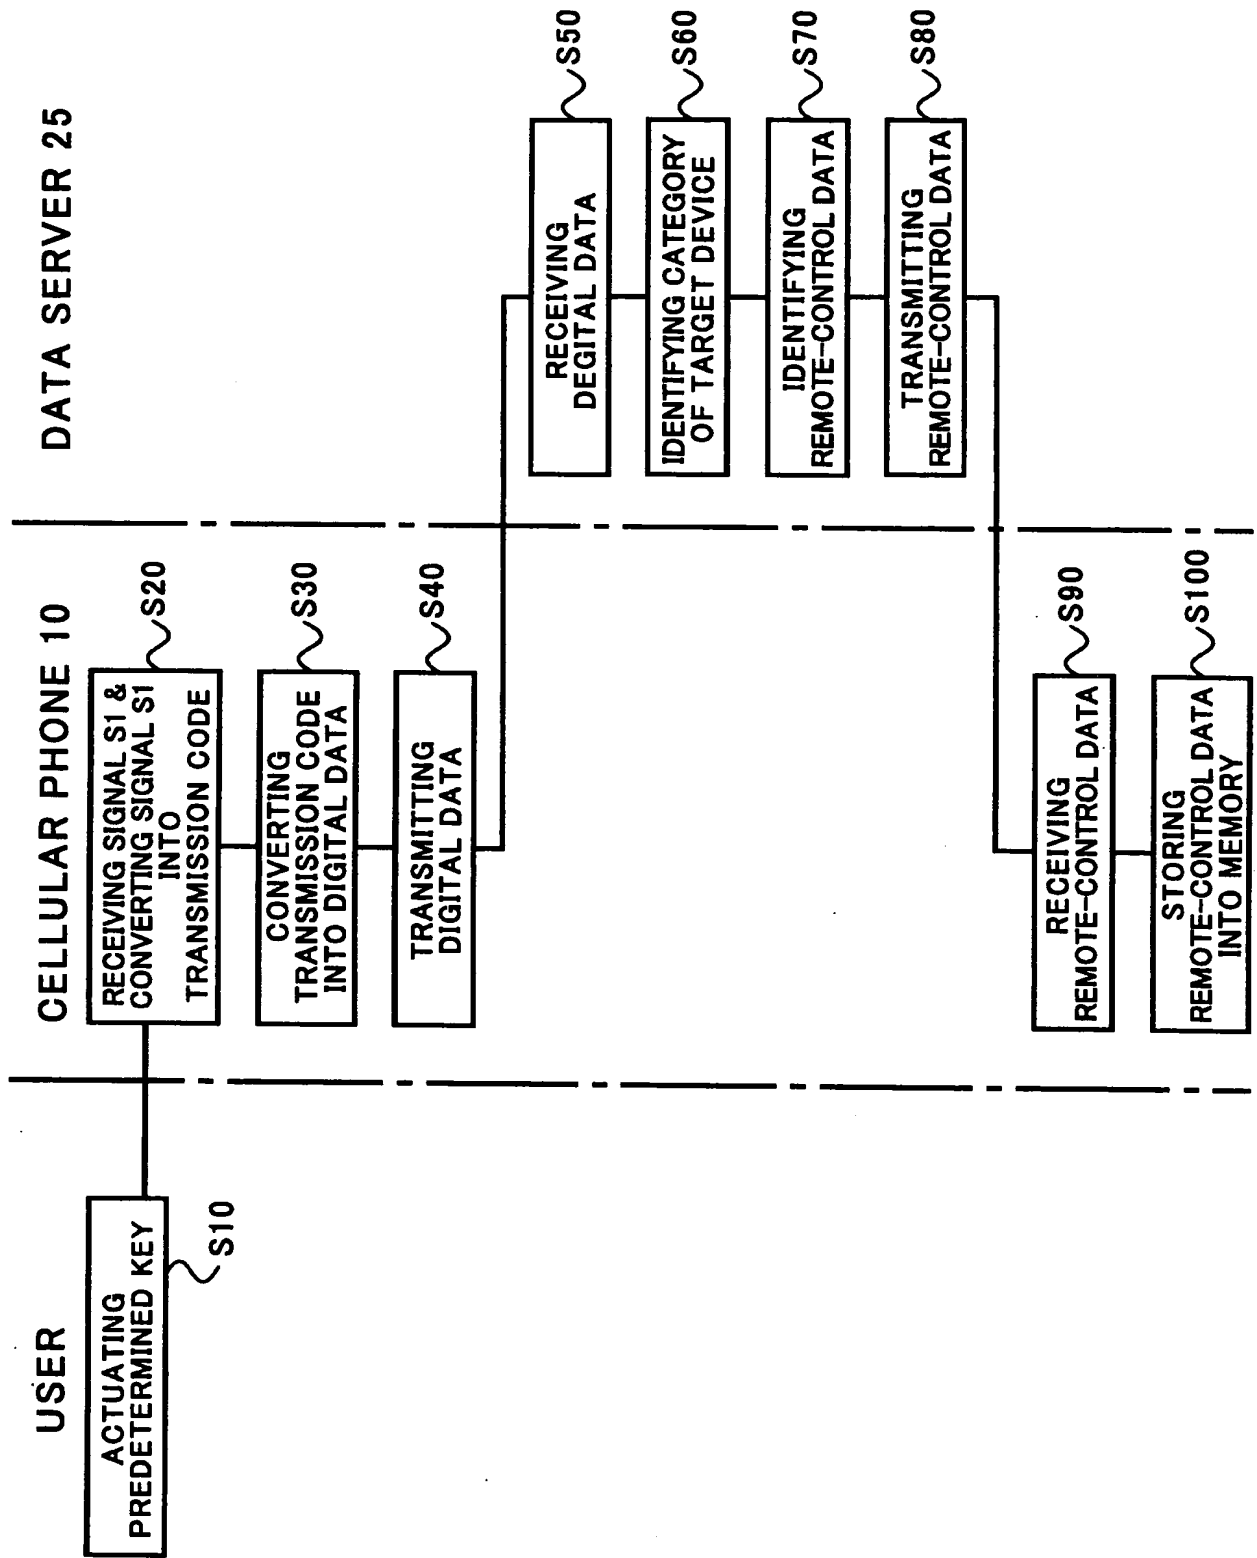 USER
CELLULAR PHONE 10
DATA SERVER 25
ACTUATING
PREDETERMINED KEY
S10
RECEIVING SIGNAL S1 &
CONVERTING SIGNAL S1
INTO
TRANSMISSION CODE
S20
CONVERTING
TRANSMISSION CODE
INTO DIGITAL DATA
S30
TRANSMITTING
DIGITAL DATA
S40
RECEIVING
DEGITAL DATA
S50
IDENTIFYING CATEGORY
OF TARGET DEVICE
S60
IDENTIFYING
REMOTE-CONTROL DATA
S70
TRANSMITTING
REMOTE-CONTROL DATA
S80
RECEIVING
REMOTE-CONTROL DATA
S90
STORING
REMOTE-CONTROL DATA
INTO MEMORY
S100